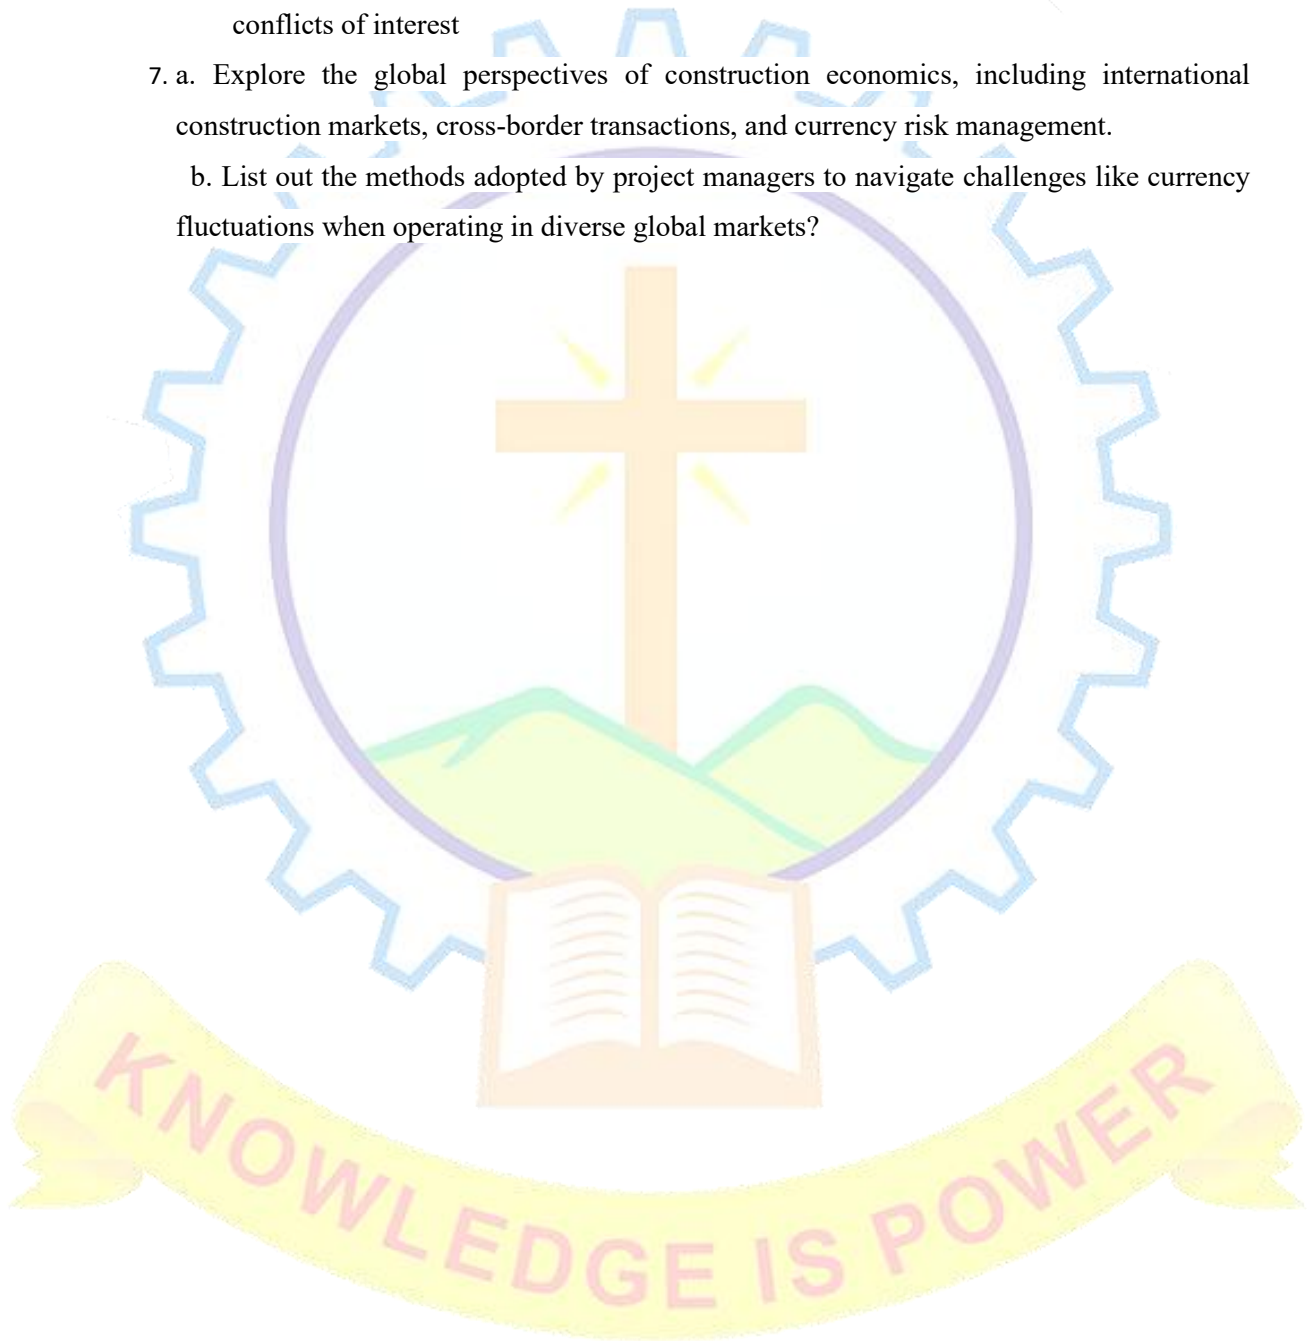 conflicts of interest
7. a. Explore the global perspectives of construction economics, including international
construction markets, cross-border transactions, and currency risk management.
b. List out the methods adopted by project managers to navigate challenges like currency
fluctuations when operating in diverse global markets?
KNOWLEDGE IS POWER